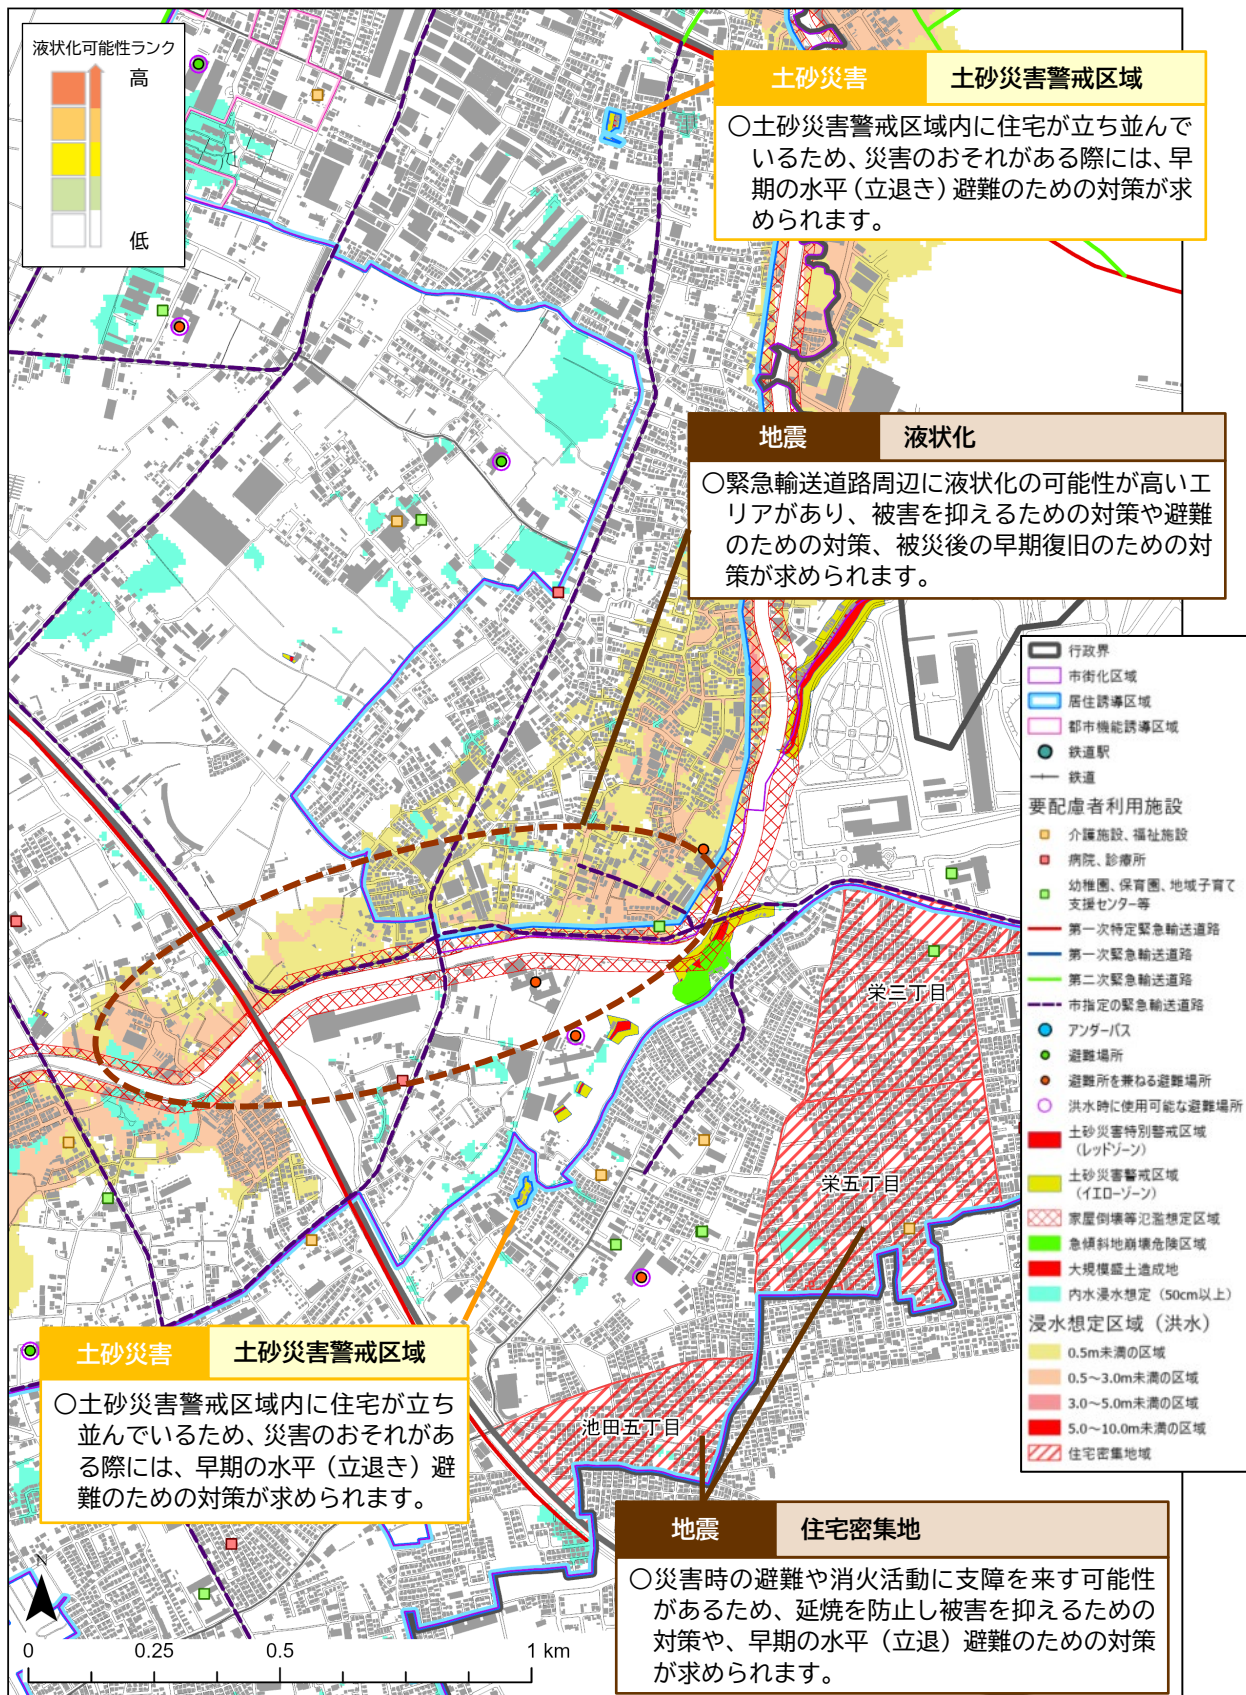 液状化可能性ランク
高
低
土砂災害 土砂災害警戒区域
○土砂災害警戒区域内に住宅が立ち並んで
いるため、災害のおそれがある際には、早
期の水平（立退き）避難のための対策が求
められます。
地震 液状化
○緊急輸送道路周辺に液状化の可能性が高いエ
リアがあり、被害を抑えるための対策や避難
のための対策、被災後の早期復旧のための対
策が求められます。
行政界
市街化区域
居住誘導区域
都市機能誘導区域
鉄道駅
鉄道
要配慮者利用施設
介護施設、福祉施設
病院、診療所
幼稚園、保育園、地域子育て
支援センター等
第一次特定緊急輸送道路
第一次緊急輸送道路
第二次緊急輸送道路
市指定の緊急輸送道路
アンダーパス
避難場所
避難所を兼ねる避難場所
洪水時に使用可能な避難場所
土砂災害特別警戒区域
（レッドゾーン）
土砂災害警戒区域
（イエローゾーン）
家屋倒壊等氾濫想定区域
急傾斜地崩壊危険区域
大規模盛土造成地
内水浸水想定（50cm以上）
浸水想定区域（洪水）
0.5m未満の区域
0.5～3.0m未満の区域
3.0～5.0m未満の区域
5.0～10.0m未満の区域
住宅密集地域
栄三丁目
栄五丁目
池田五丁目
土砂災害 土砂災害警戒区域
○土砂災害警戒区域内に住宅が立ち
並んでいるため、災害のおそれがあ
る際には、早期の水平（立退き）避
難のための対策が求められます。
地震 住宅密集地
○災害時の避難や消火活動に支障を来す可能性
があるため、延焼を防止し被害を抑えるための
対策や、早期の水平（立退）避難のための対策
が求められます。
N
0 0.25 0.5 1 km